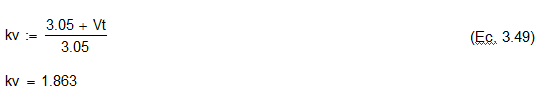 kv := 3.05 + Vt / 3.05 (Ec. 3.49)
kv = 1.863